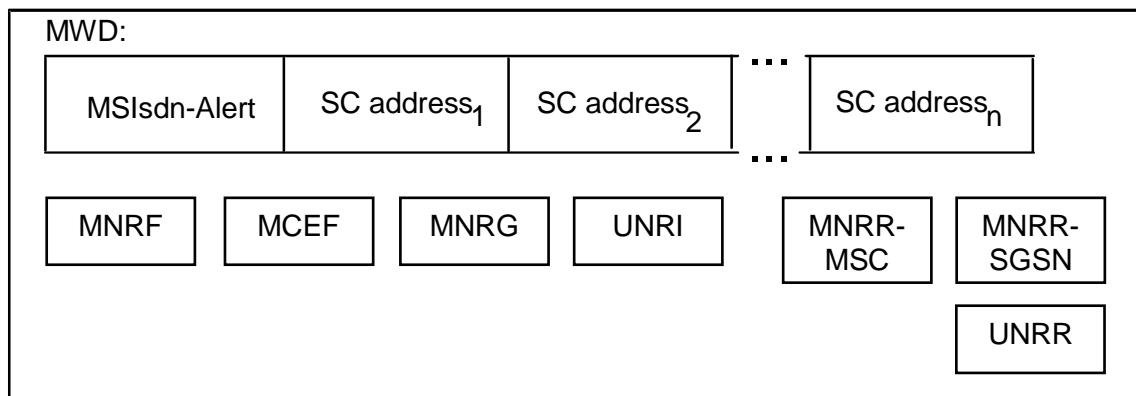 MWD:
MSIsdn-Alert SC address1 SC address2 ... SC addressn
...
MNRF MCEF MNRG UNRI MNRR-MSC MNRR-SGSN
UNRR